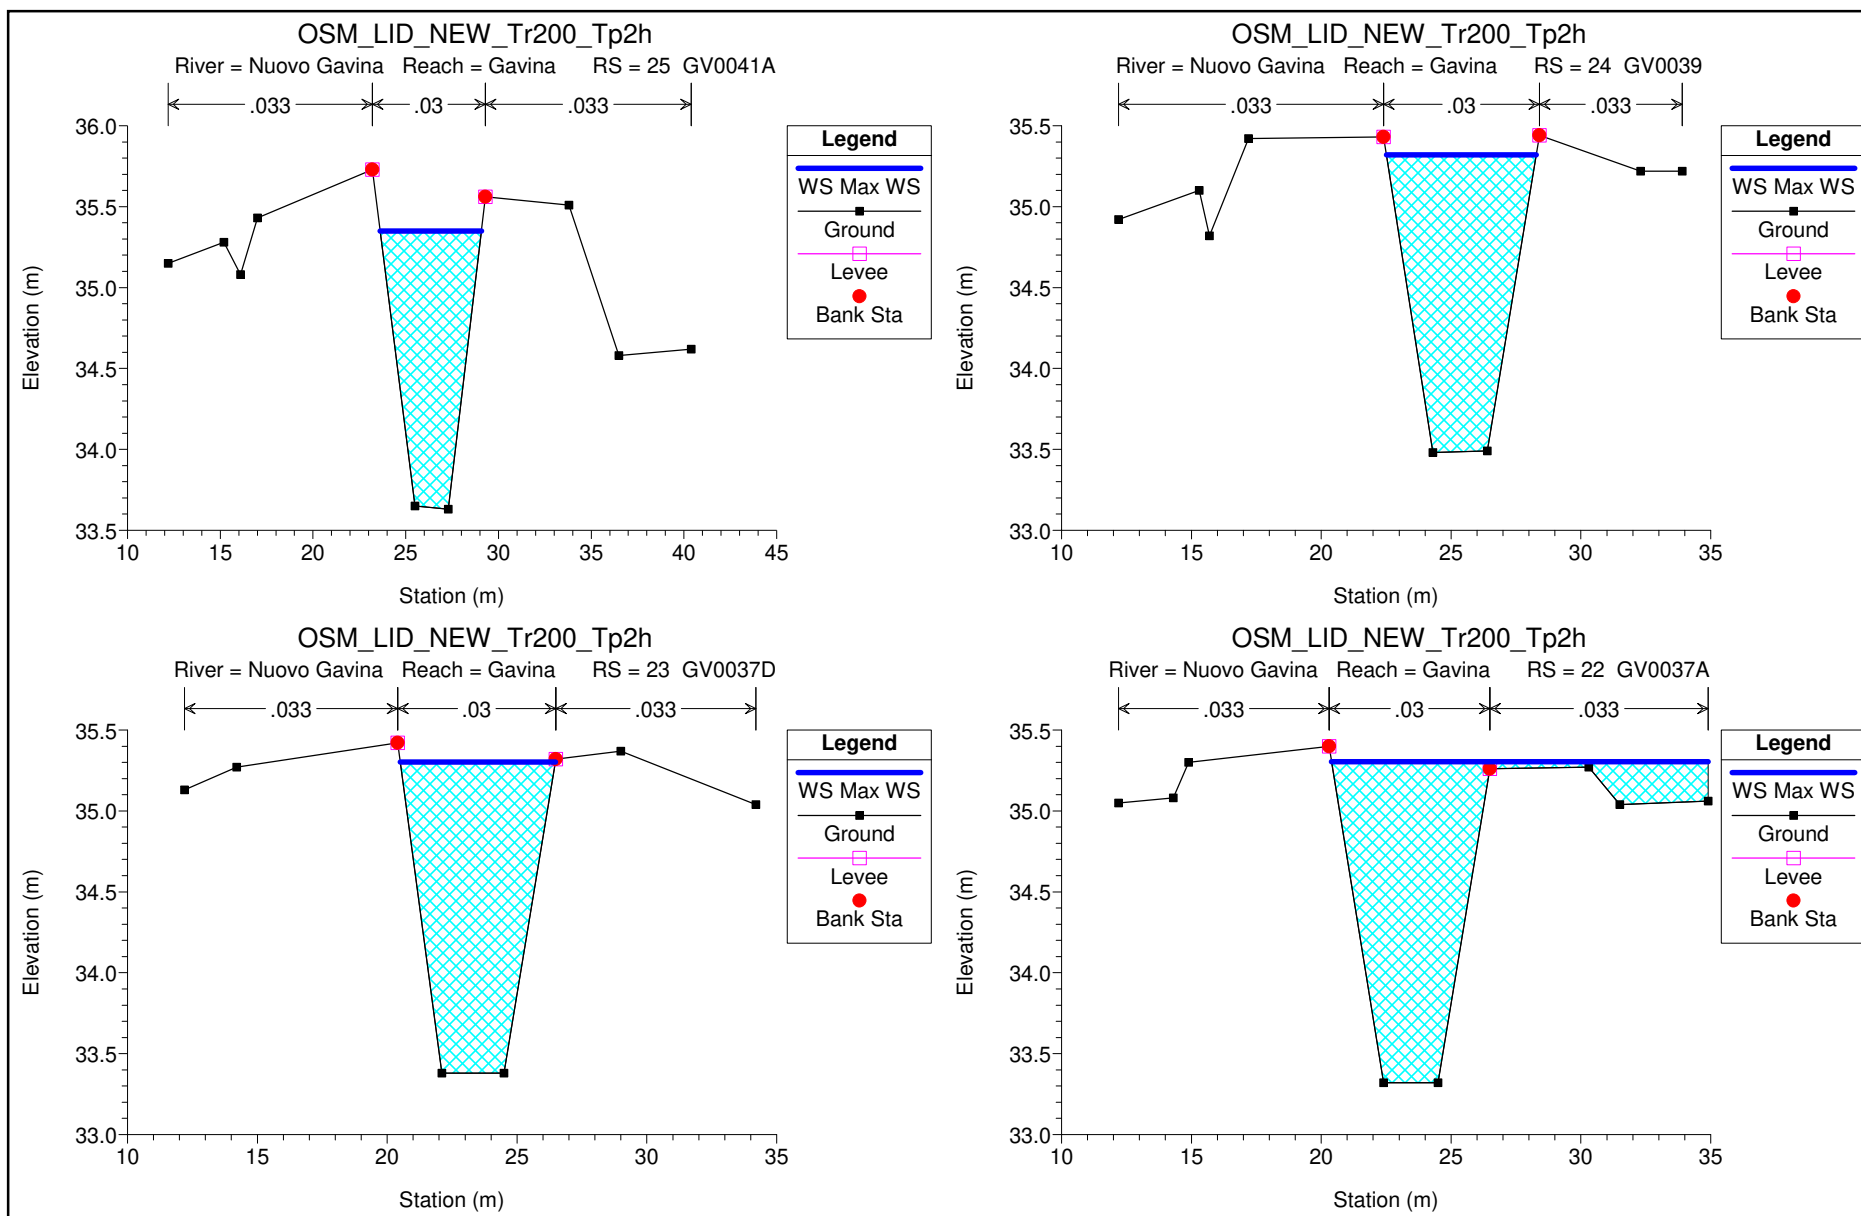 OSM_LID_NEW_Tr200_Tp2h
River = Nuovo Gavina Reach = Gavina RS = 25 GV0041A
.033 .03 .033
36.0
35.5
35.0
34.5
34.0
33.5
10 15 20 25 30 35 40 45
Station (m)
Elevation (m)
Legend
WS Max WS
Ground
Levee
Bank Sta
OSM_LID_NEW_Tr200_Tp2h
River = Nuovo Gavina Reach = Gavina RS = 24 GV0039
.033 .03 .033
35.5
35.0
34.5
34.0
33.5
33.0
10 15 20 25 30 35
Station (m)
Elevation (m)
Legend
WS Max WS
Ground
Levee
Bank Sta
OSM_LID_NEW_Tr200_Tp2h
River = Nuovo Gavina Reach = Gavina RS = 23 GV0037D
.033 .03 .033
35.5
35.0
34.5
34.0
33.5
33.0
10 15 20 25 30 35
Station (m)
Elevation (m)
Legend
WS Max WS
Ground
Levee
Bank Sta
OSM_LID_NEW_Tr200_Tp2h
River = Nuovo Gavina Reach = Gavina RS = 22 GV0037A
.033 .03 .033
35.5
35.0
34.5
34.0
33.5
33.0
10 15 20 25 30 35
Station (m)
Elevation (m)
Legend
WS Max WS
Ground
Levee
Bank Sta